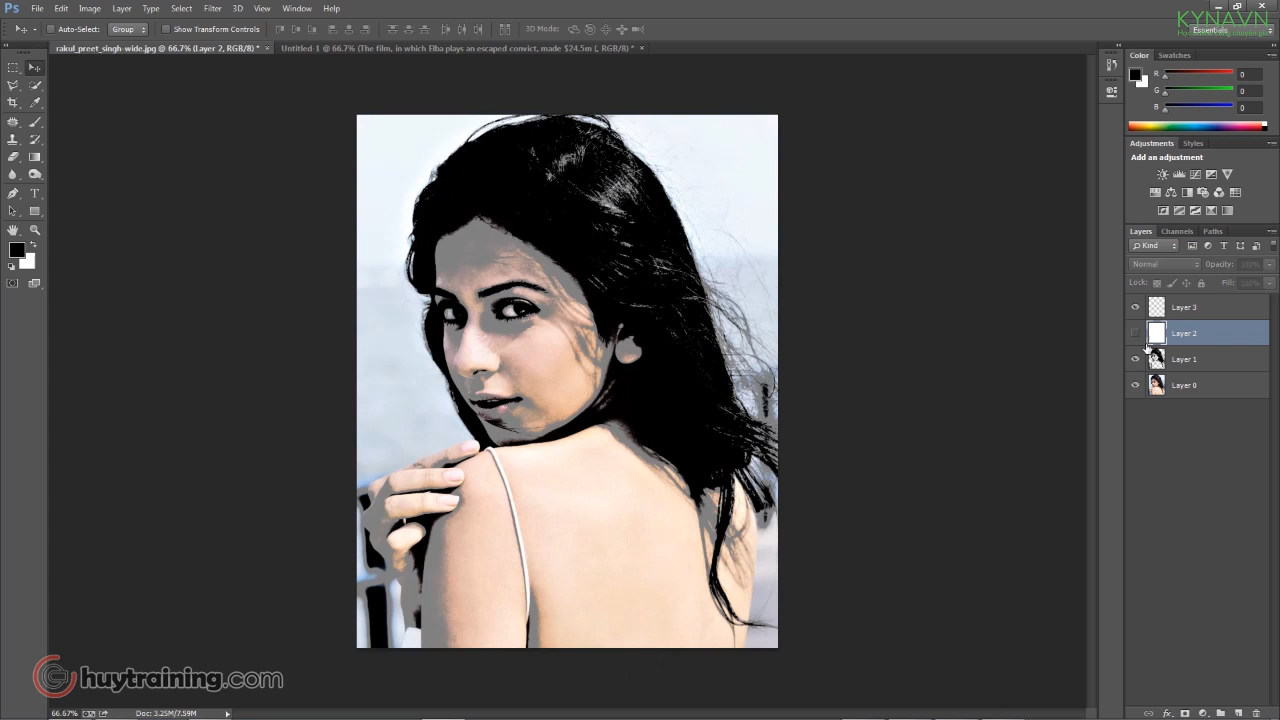 Ps File Edit Image Layer Type Select Filter 3D View Window Help
KYNAVN
Auto-Select: Group Show Transform Controls 3D Mode: Essentials
rakul_preet_singh-wide.jpg @ 66.7% (Layer 2, RGB/8) * × Untitled-1 @ 66.7% (The film, in which Elba plays an escaped convict, made $24.5m (, RGB/8) * ×
Color Swatches
R 0
G 0
B 0
Adjustments Styles
Add an adjustment
Layers Channels Paths
Kind
Normal Opacity: 100%
Lock: Fill: 100%
Layer 3
Layer 2
Layer 1
Layer 0
huytraining.com
66.67% Doc: 3.25M/7.59M